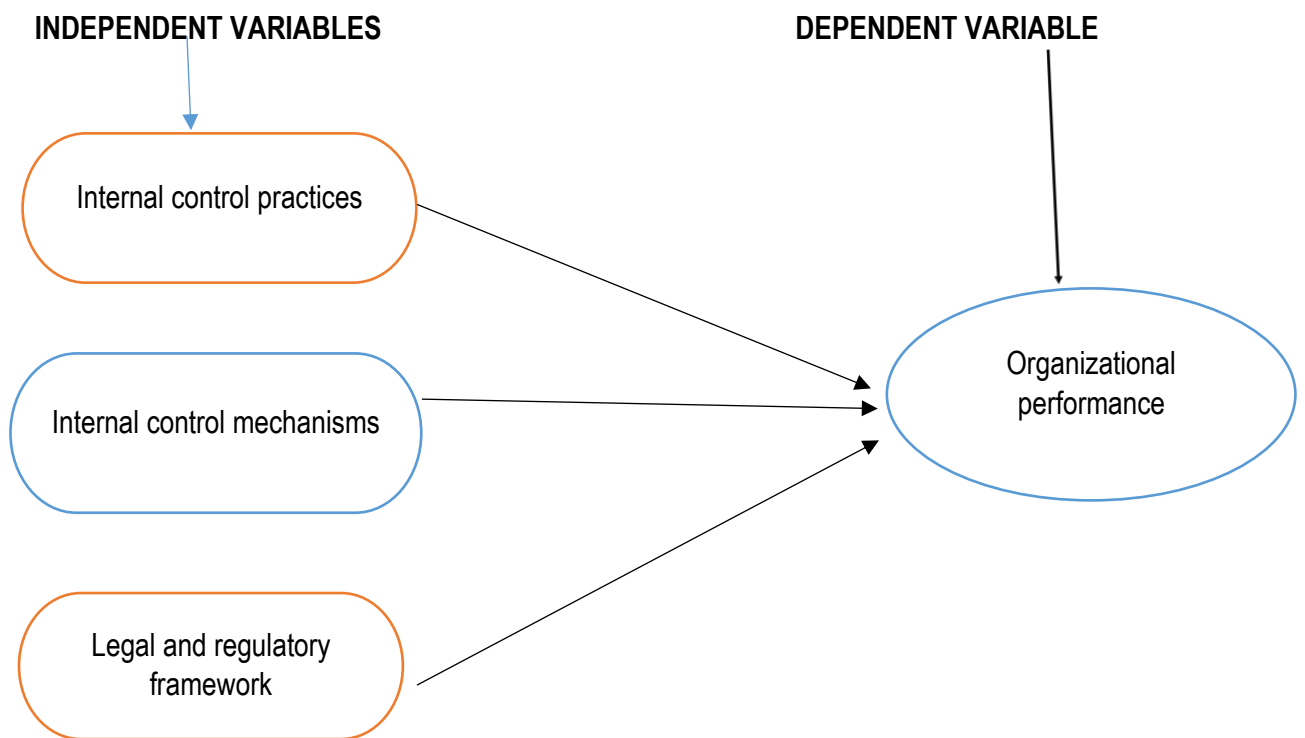 INDEPENDENT VARIABLES
DEPENDENT VARIABLE
Internal control practices
Internal control mechanisms
Legal and regulatory
framework
Organizational
performance